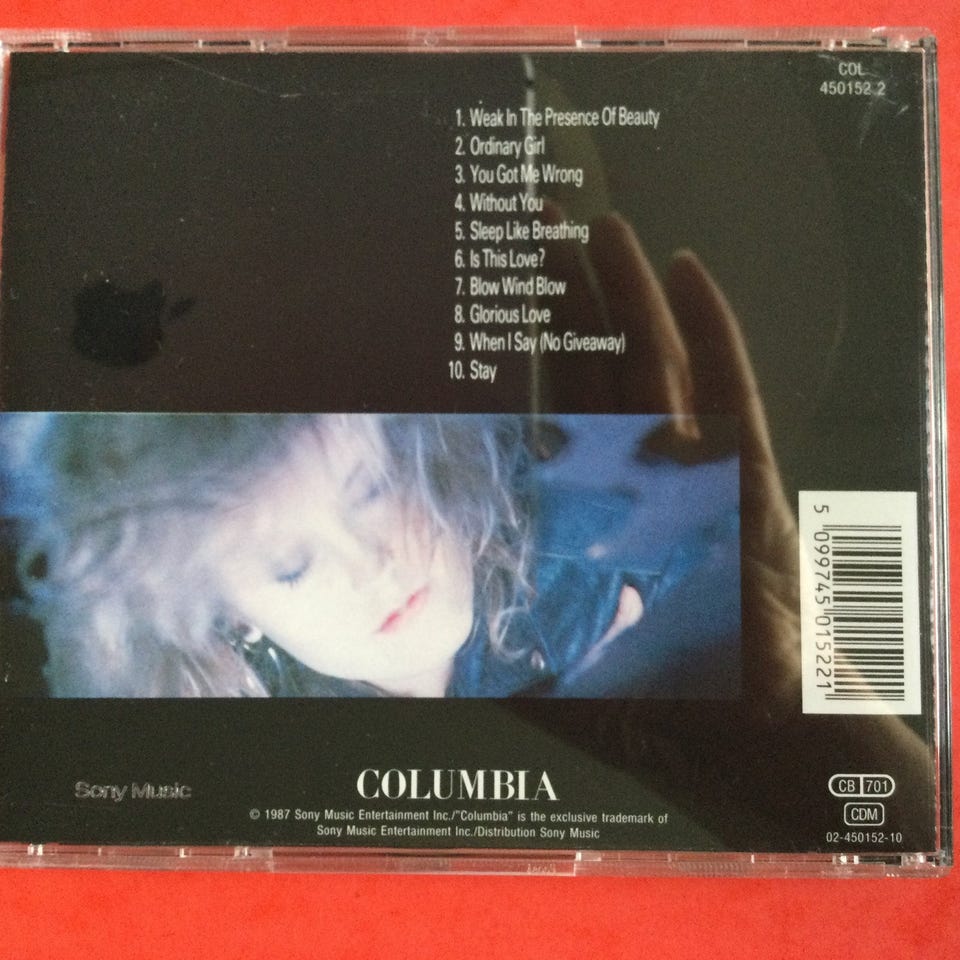 COL
450152 2
1. Weak In The Presence Of Beauty
2. Ordinary Girl
3. You Got Me Wrong
4. Without You
5. Sleep Like Breathing
6. Is This Love?
7. Blow Wind Blow
8. Glorious Love
9. When I Say (No Giveaway)
10. Stay
5 099745 015221
Sony Music
COLUMBIA
© 1987 Sony Music Entertainment Inc./"Columbia" is the exclusive trademark of
Sony Music Entertainment Inc./Distribution Sony Music
CB 701
CDM
02-450152-10